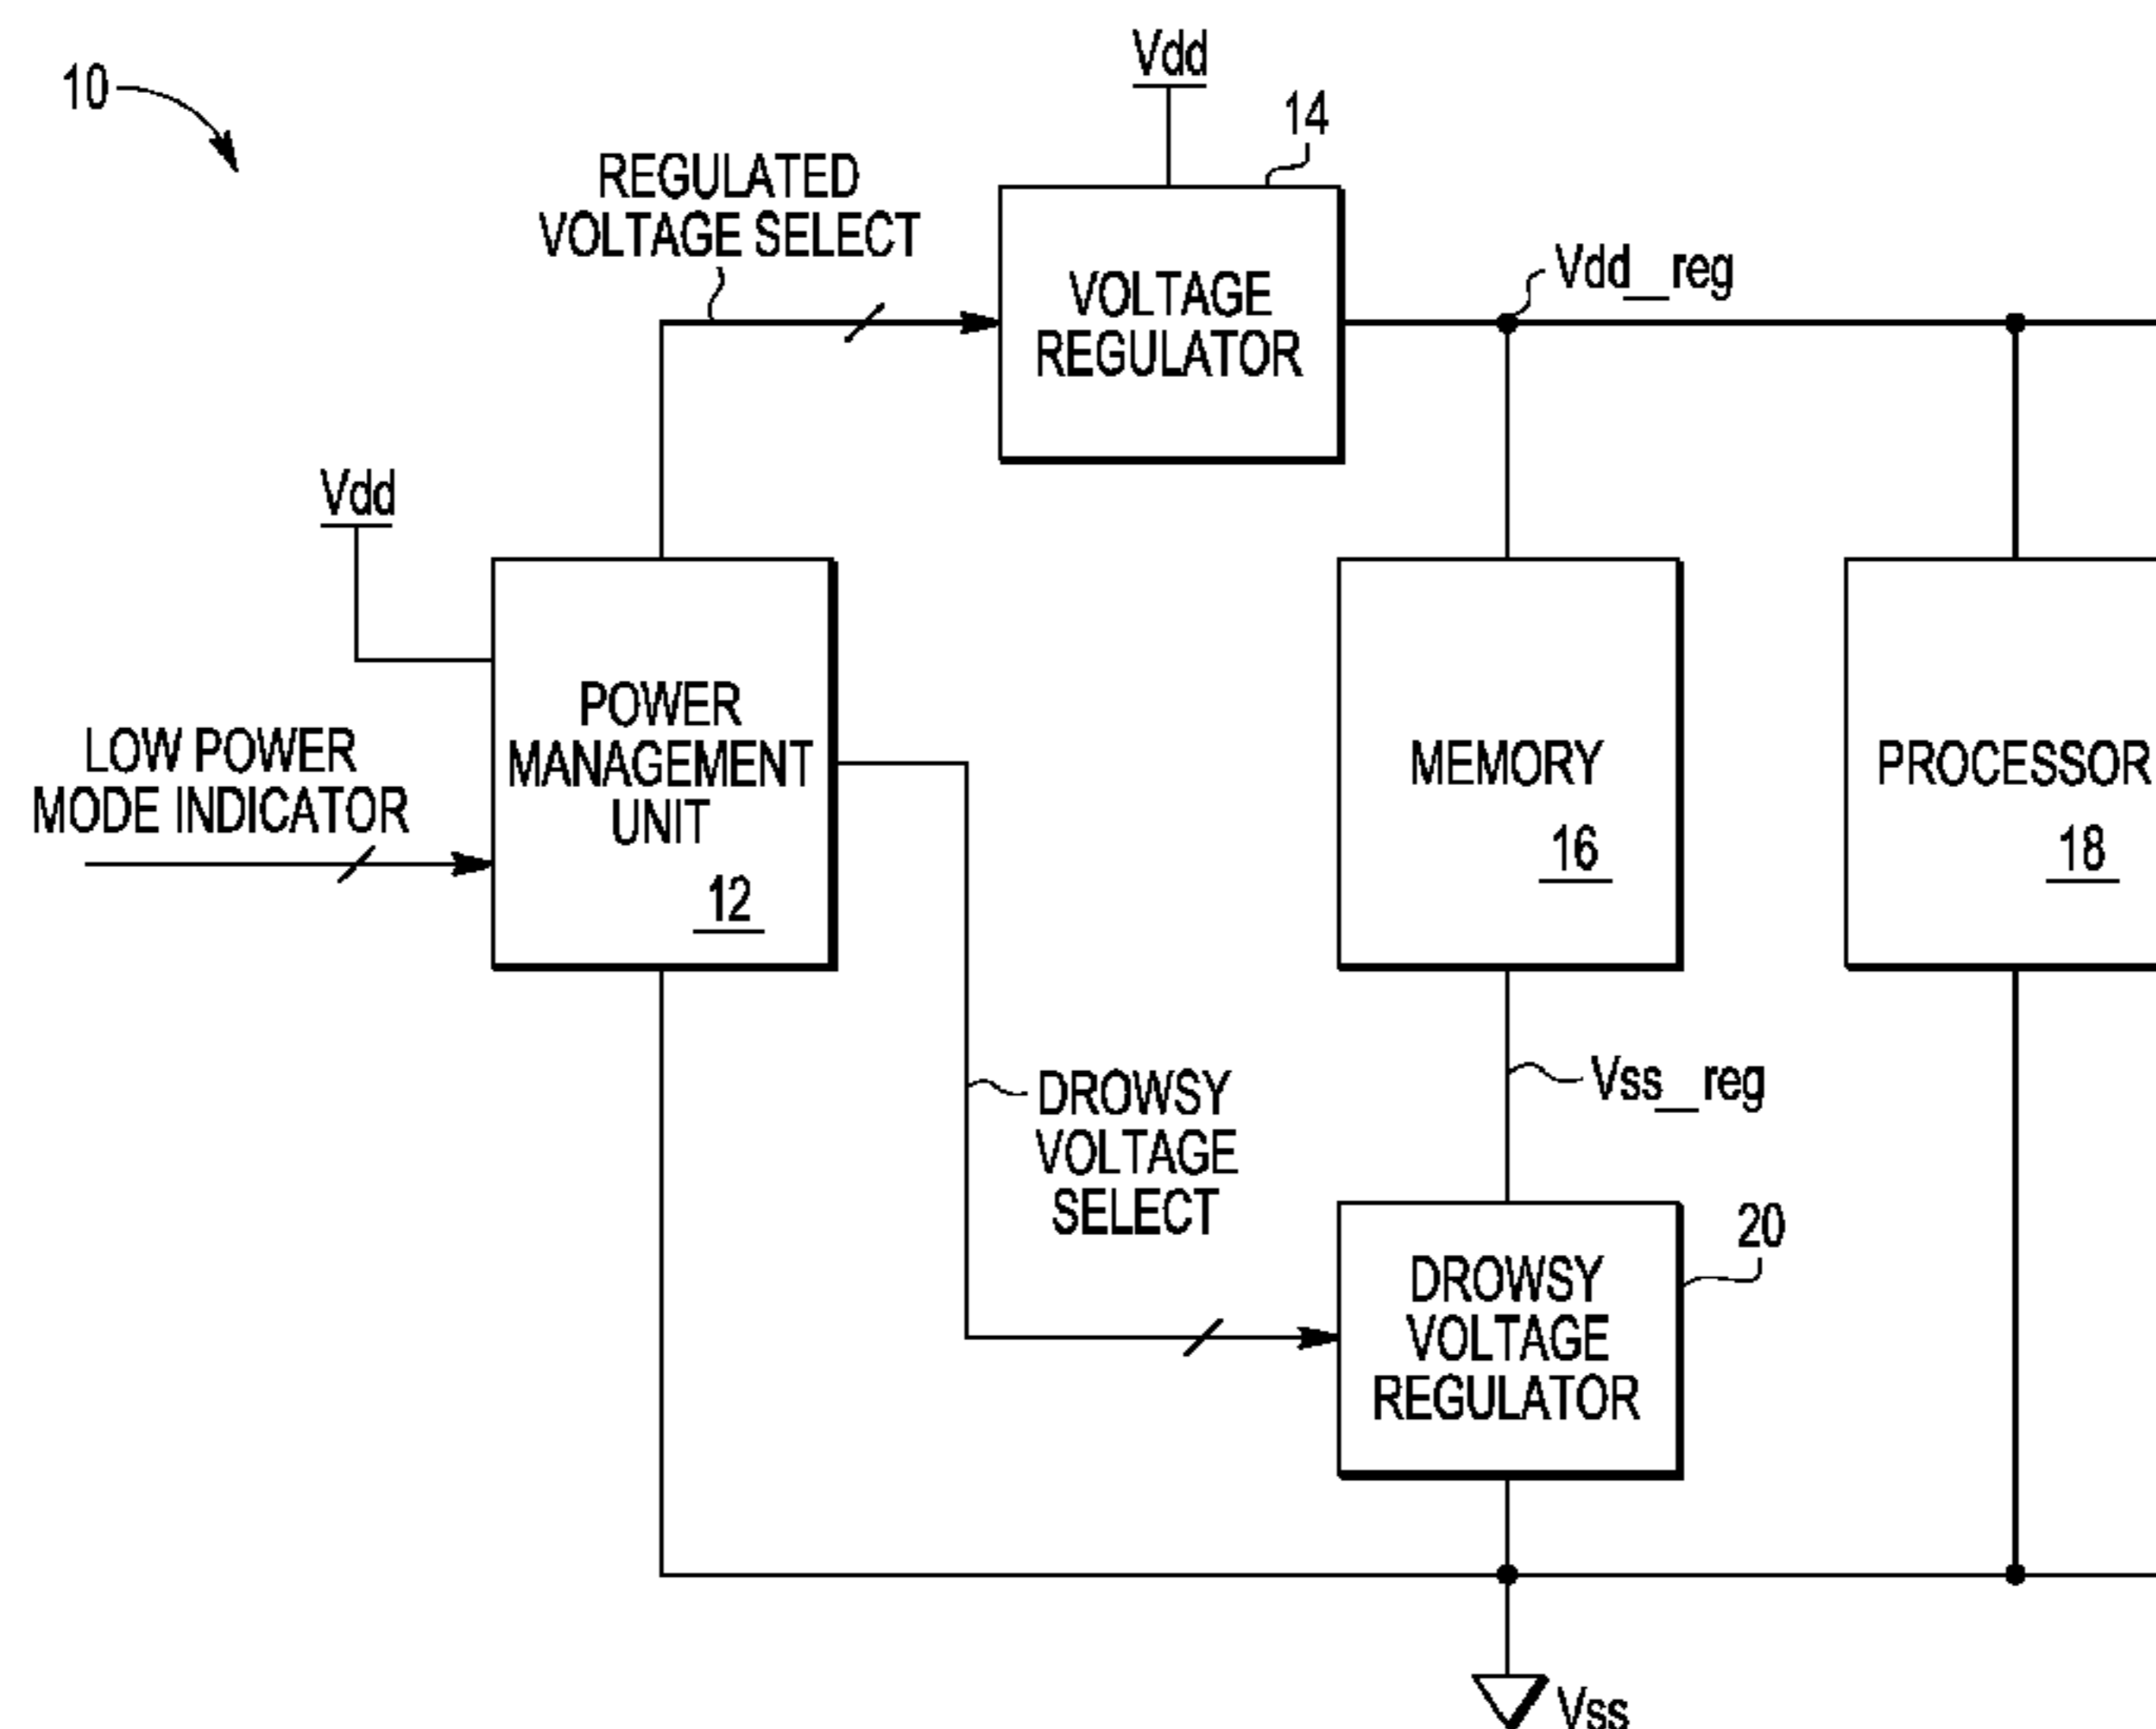 10
Vdd
14
REGULATED
VOLTAGE SELECT
VOLTAGE
REGULATOR
Vdd_reg
Vdd
POWER
MANAGEMENT
UNIT
12
LOW POWER
MODE INDICATOR
MEMORY
16
PROCESSOR
18
Vss_reg
DROWSY
VOLTAGE
SELECT
20
DROWSY
VOLTAGE
REGULATOR
Vss